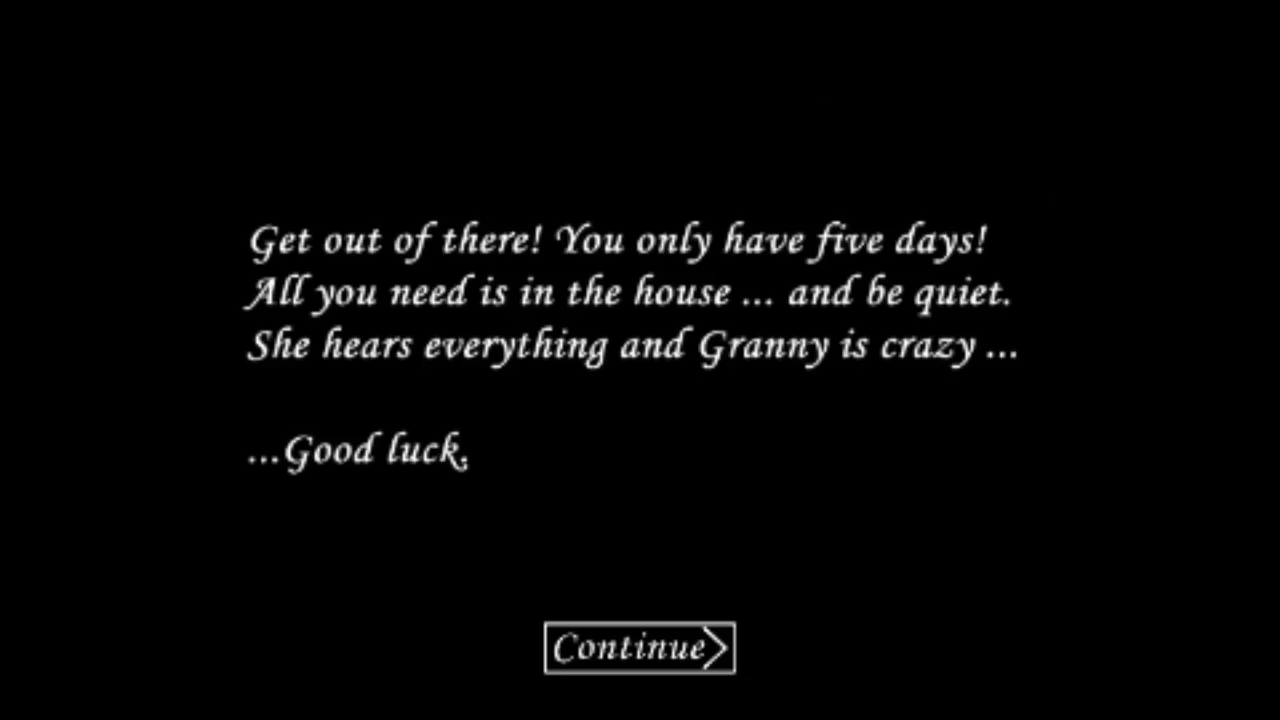 Get out of there! You only have five days!
All you need is in the house ... and be quiet.
She hears everything and Granny is crazy ...
...Good luck.
Continue>